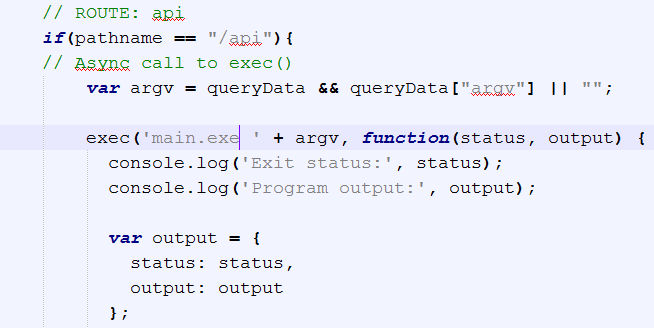 // ROUTE: api
if(pathname == "/api"){
// Async call to exec()
var argv = queryData && queryData["argv"] || "";
exec('main.exe ' + argv, function(status, output) {
console.log('Exit status:', status);
console.log('Program output:', output);
var output = {
status: status,
output: output
};